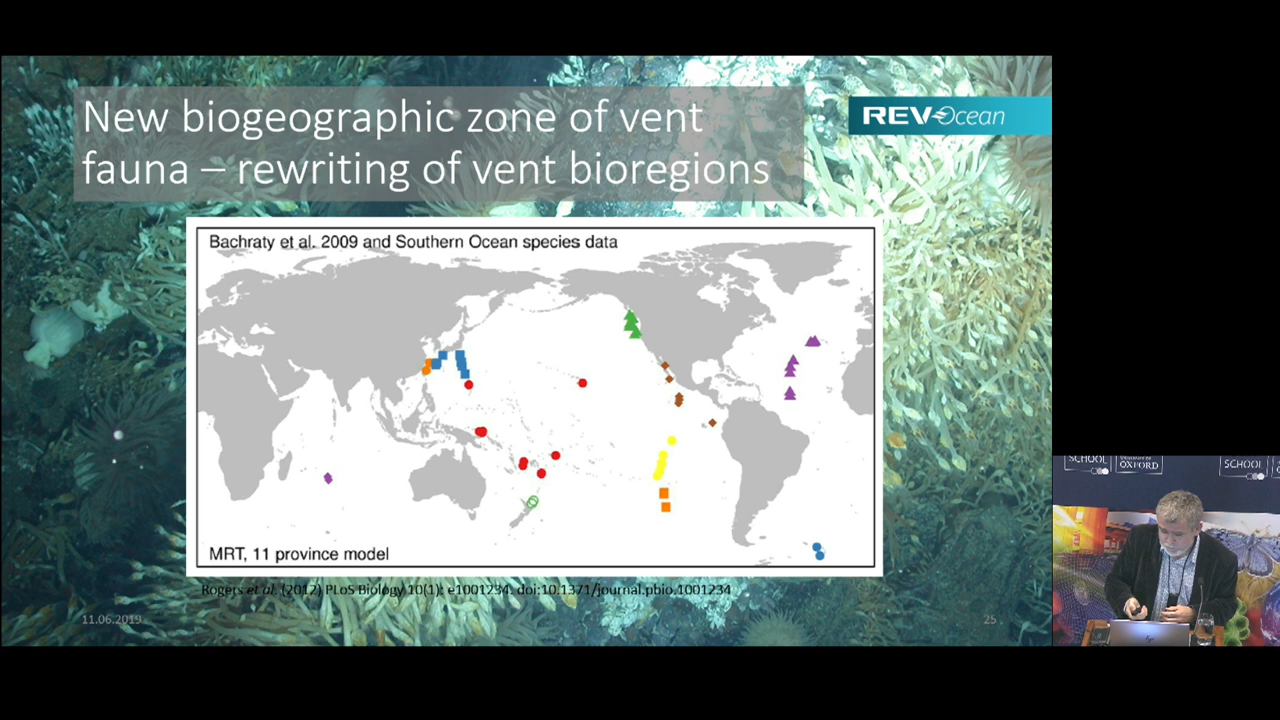 New biogeographic zone of vent
fauna – rewriting of vent bioregions
REV Ocean
Bachraty et al. 2009 and Southern Ocean species data
MRT, 11 province model
Rogers et al. (2012) PLoS Biology 10(1): e1001234. doi:10.1371/journal.pbio.1001234
11.06.2019
25
SCHOOL
OXFORD
SCHOOL
hp